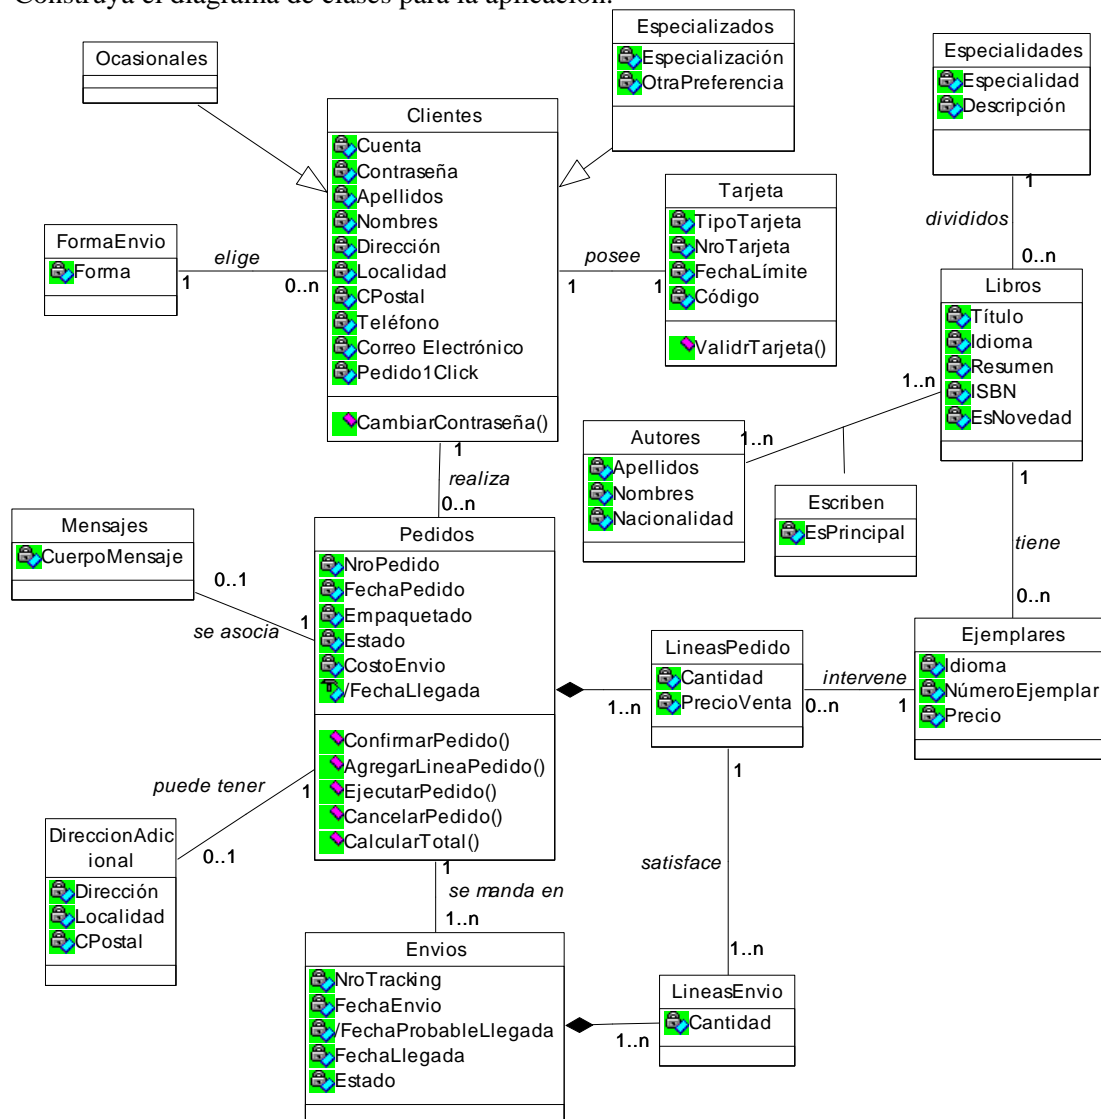 Construya el diagrama de clases para la aplicación.
Ocasionales
Especializados
Especialización
OtraPreferencia
Especialidades
Especialidad
Descripción
Clientes
Cuenta
Contraseña
Apellidos
Nombres
Dirección
Localidad
CPostal
Teléfono
Correo Electrónico
Pedido1Click
CambiarContraseña()
FormaEnvio
Forma
elige
1
0..n
posee
1
1
Tarjeta
TipoTarjeta
NroTarjeta
FechaLímite
Código
ValidrTarjeta()
1
divididos
0..n
Libros
Título
Idioma
Resumen
ISBN
EsNovedad
1..n
1..n
Autores
Apellidos
Nombres
Nacionalidad
Escriben
EsPrincipal
1
tiene
0..n
1
realiza
0..n
Mensajes
CuerpoMensaje
0..1
se asocia
1
Pedidos
NroPedido
FechaPedido
Empaquetado
Estado
CostoEnvio
/FechaLlegada
ConfirmarPedido()
AgregarLineaPedido()
EjecutarPedido()
CancelarPedido()
CalcularTotal()
1..n
LineasPedido
Cantidad
PrecioVenta
intervene
0..n
1
Ejemplares
Idioma
NúmeroEjemplar
Precio
puede tener
1
0..1
DireccionAdic
ional
Dirección
Localidad
CPostal
1
se manda en
1..n
1
satisface
1..n
Envios
NroTracking
FechaEnvio
/FechaProbableLlegada
FechaLlegada
Estado
1..n
LineasEnvio
Cantidad